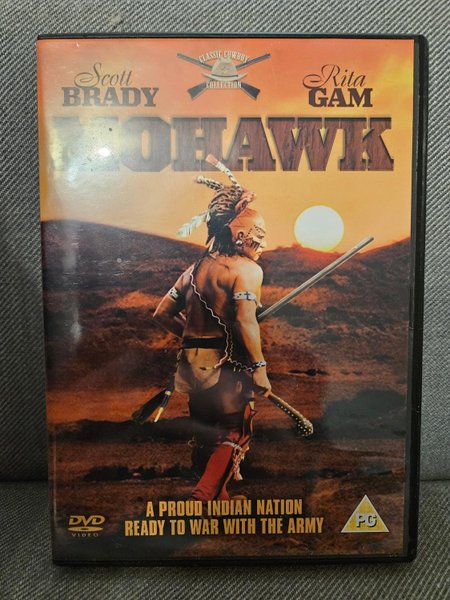 Scott
BRADY
CLASSIC COWBOY
COLLECTION
Rita
GAM
MOHAWK
A PROUD INDIAN NATION
READY TO WAR WITH THE ARMY
DVD
VIDEO
PG